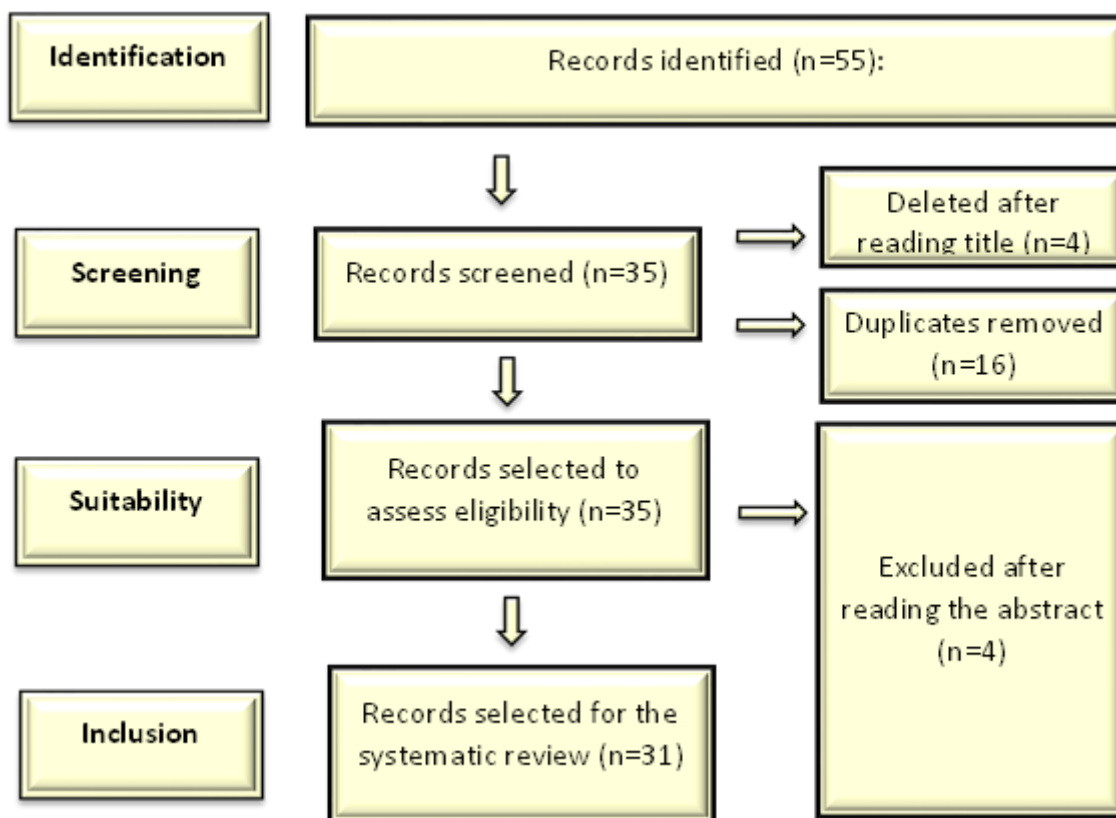 Identification
Records identified (n=55):
Deleted after
reading title (n=4)
Screening
Records screened (n=35)
Duplicates removed
(n=16)
Suitability
Records selected to
assess eligibility (n=35)
Excluded after
reading the abstract
(n=4)
Inclusion
Records selected for the
systematic review (n=31)